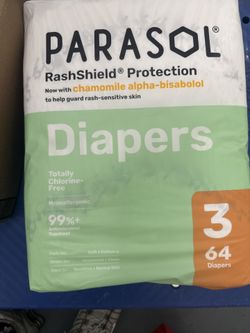 PARASOL®
RashShield® Protection
Now with chamomile alpha-bisabolol
to help guard rash-sensitive skin
Diapers
Totally
Chlorine-
Free
Hypoallergenic
99%+
3
64
Diapers